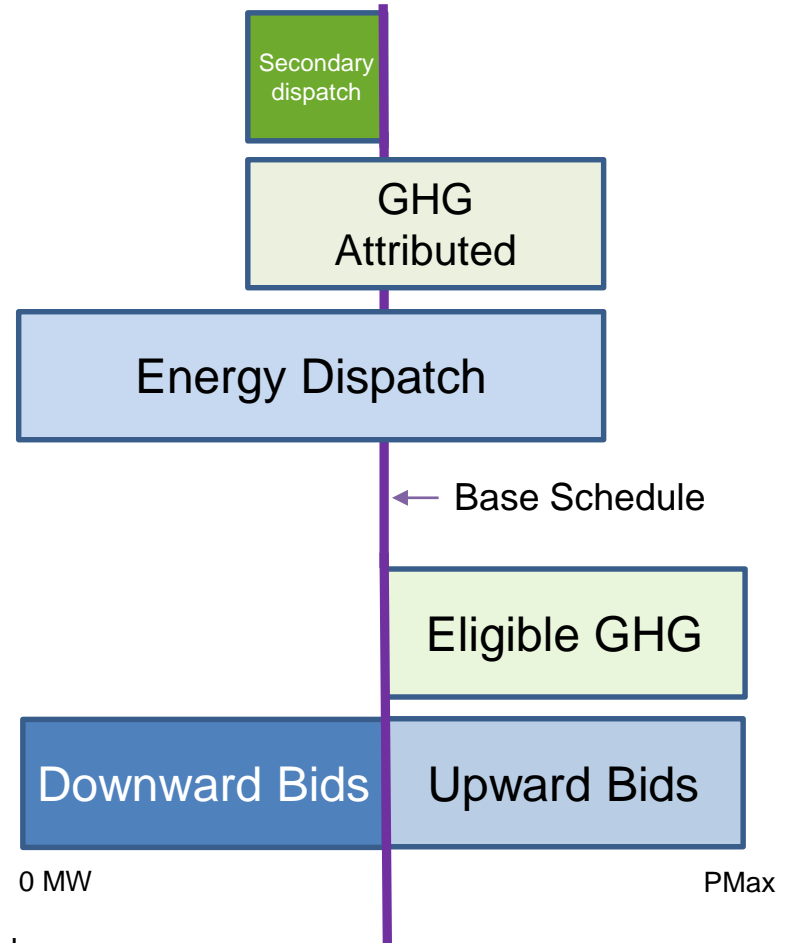 Secondary
dispatch
GHG
Attributed
Energy Dispatch
Base Schedule
Eligible GHG
Downward Bids
Upward Bids
0 MW
PMax